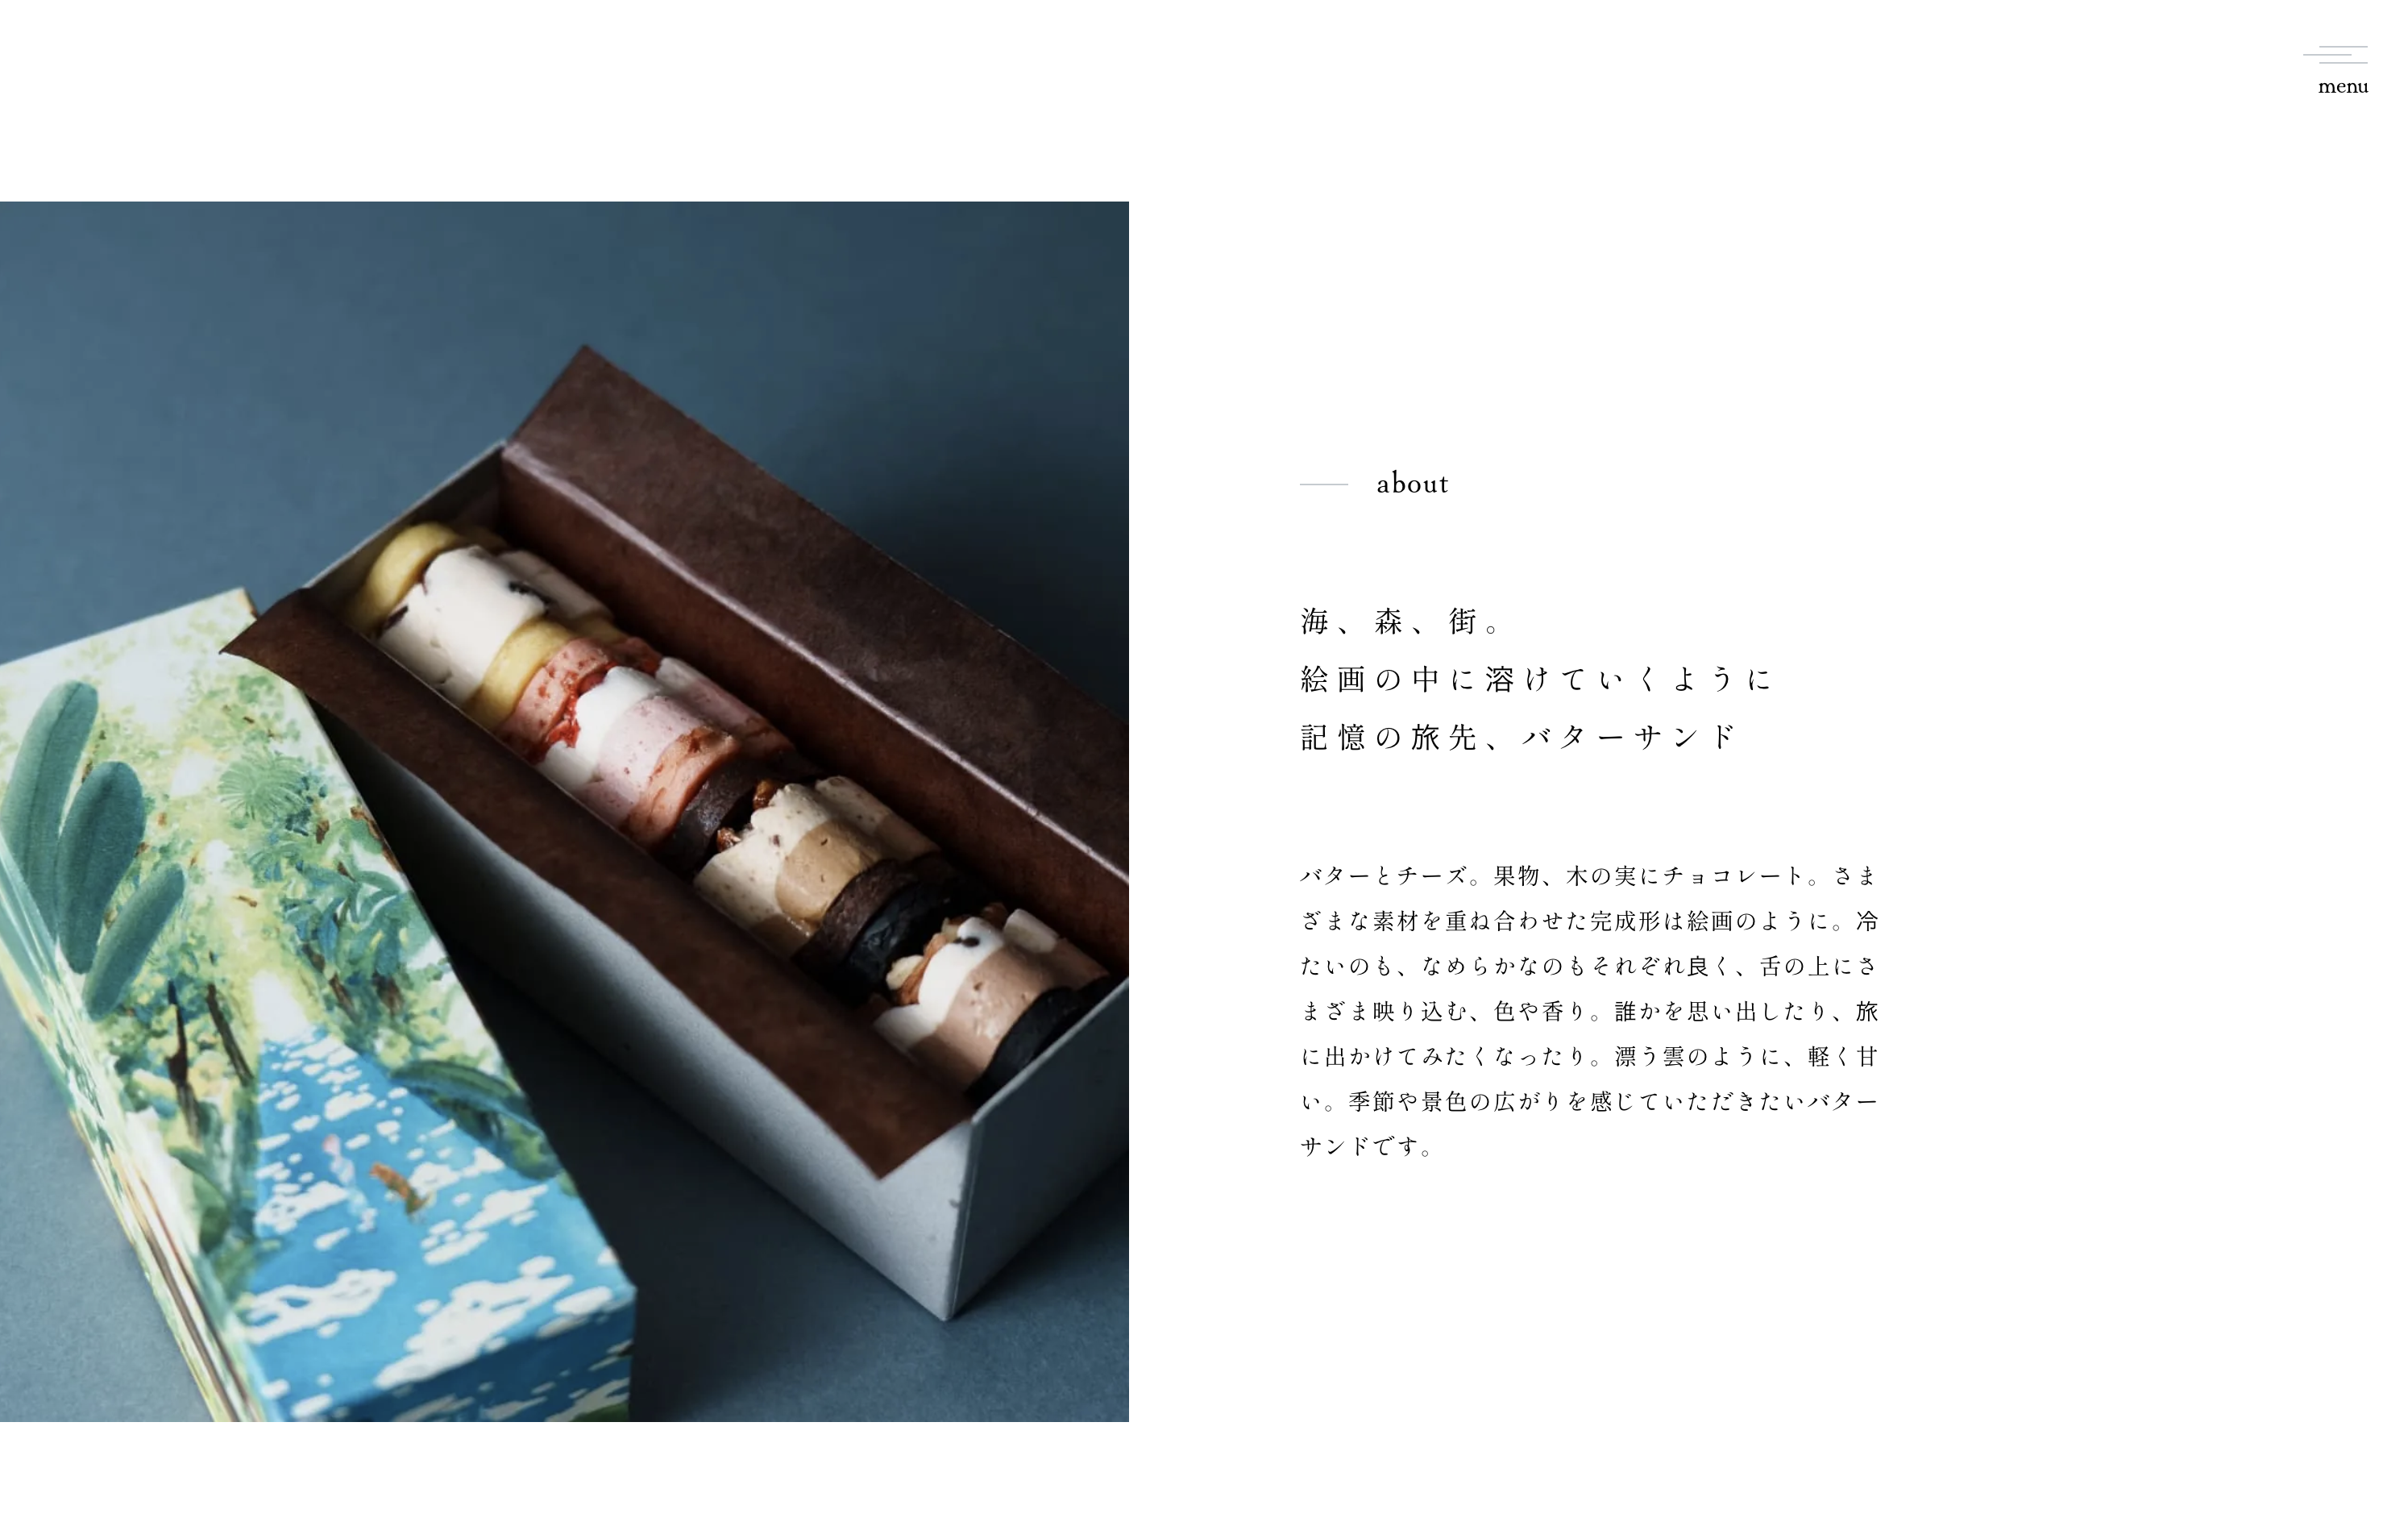 menu
about
海、森、街。
絵画の中に溶けていくように
記憶の旅先、バターサンド
バターとチーズ。果物、木の実にチョコレート。さま
ざまな素材を重ね合わせた完成形は絵画のように。冷
たいのも、なめらかなのもそれぞれ良く、舌の上にさ
まざま映り込む、色や香り。誰かを思い出したり、旅
に出かけてみたくなったり。漂う雲のように、軽く甘
い。季節や景色の広がりを感じていただきたいバター
サンドです。